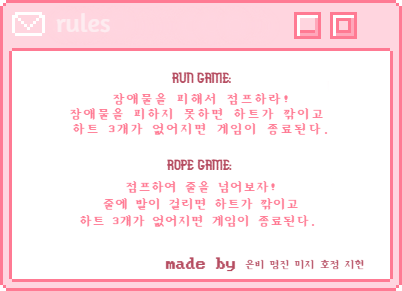 rules
RUN GAME:
장애물을 피해서 점프하라!
장애물을 피하지 못하면 하트가 깎이고
하트 3개가 없어지면 게임이 종료된다.
ROPE GAME:
점프하여 줄을 넘어보자!
줄에 발이 걸리면 하트가 깎이고
하트 3개가 없어지면 게임이 종료된다.
made by 은비 명진 미지 호정 지현